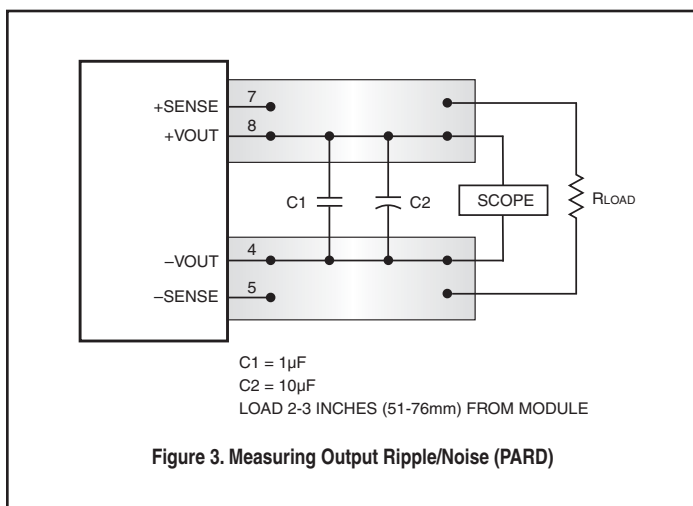 +SENSE
7
+VOUT
8
C1
C2
SCOPE
RLOAD
−VOUT
4
−SENSE
5
C1 = 1µF
C2 = 10µF
LOAD 2-3 INCHES (51-76mm) FROM MODULE
Figure 3. Measuring Output Ripple/Noise (PARD)